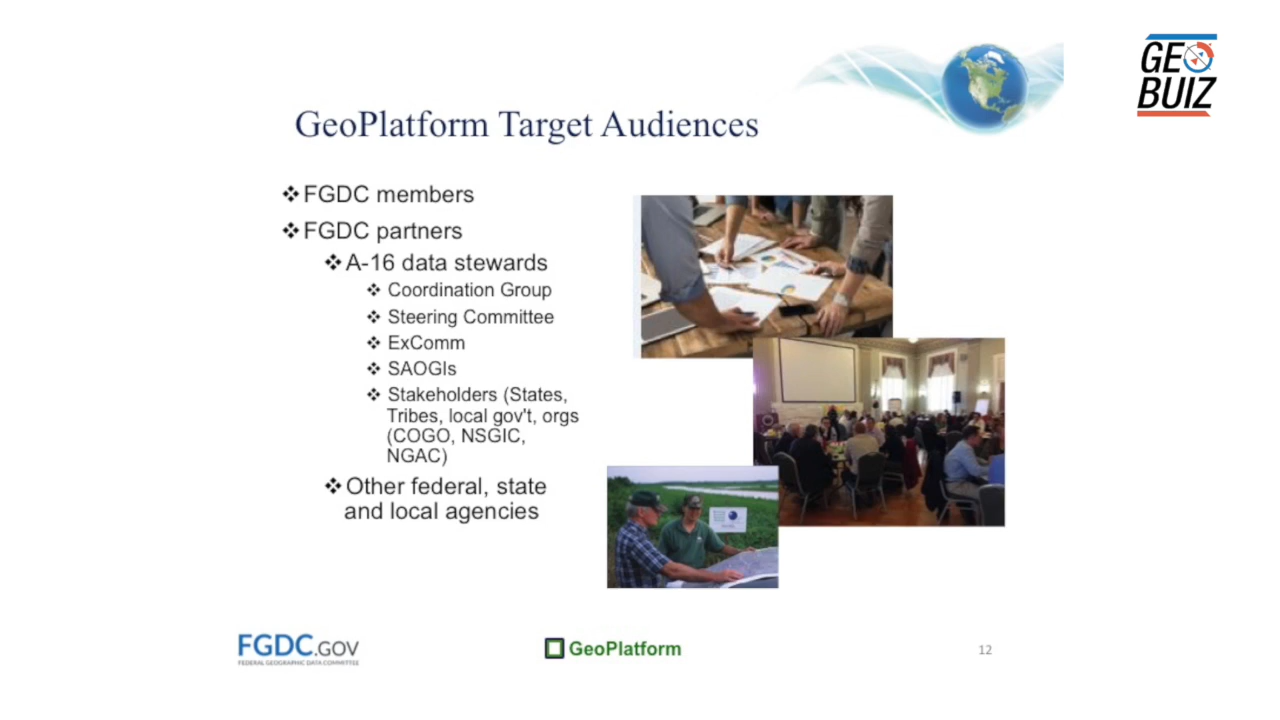 GEO
BUIZ
GeoPlatform Target Audiences
❖FGDC members
❖FGDC partners
❖A-16 data stewards
❖ Coordination Group
❖ Steering Committee
❖ ExComm
❖ SAOGIs
❖ Stakeholders (States,
Tribes, local gov't, orgs
(COGO, NSGIC,
NGAC)
❖Other federal, state
and local agencies
FGDC.GOV
FEDERAL GEOGRAPHIC DATA COMMITTEE
GeoPlatform
12